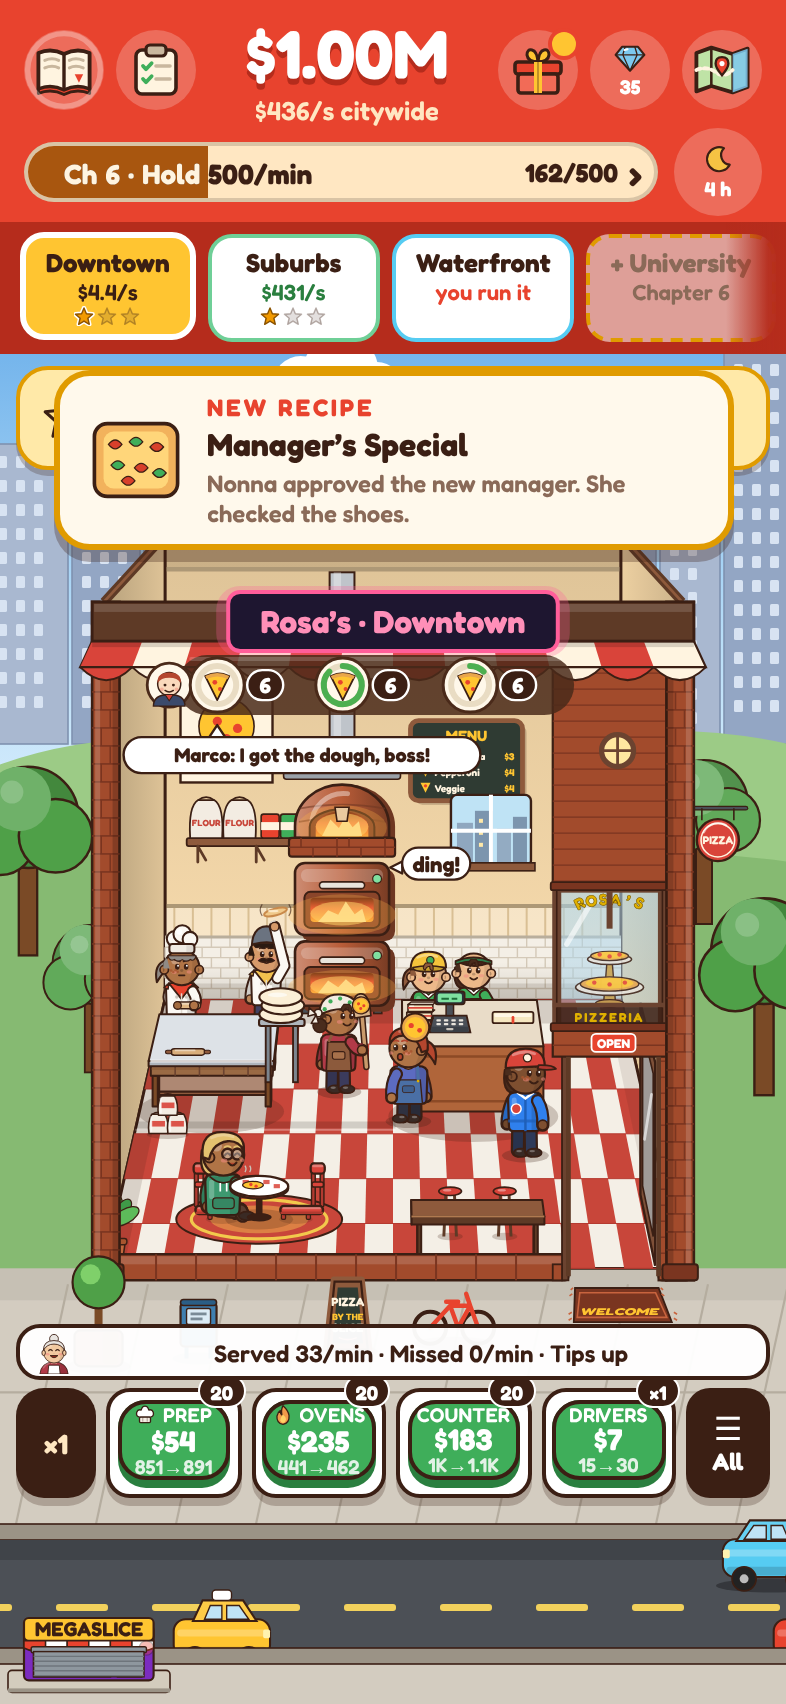 $1.00M
$436/s citywide
35
Ch 6 · Hold 500/min
162/500
4 h
Downtown
$4.4/s
Suburbs
$431/s
Waterfront
you run it
+ University
Chapter 6
NEW RECIPE
Manager's Special
Nonna approved the new manager. She
checked the shoes.
Rosa's · Downtown
6
6
6
Marco: I got the dough, boss!
MENU
$3
Pepperoni $4
Veggie $4
FLOUR FLOUR
ding!
PIZZA
ROSA'S
PIZZERIA
OPEN
PIZZA
BY THE
WELCOME
Served 33/min · Missed 0/min · Tips up
x1
20
PREP
$54
851→891
20
OVENS
$235
441→462
20
COUNTER
$183
1K→1.1K
x1
DRIVERS
$7
15→30
All
MEGASLICE